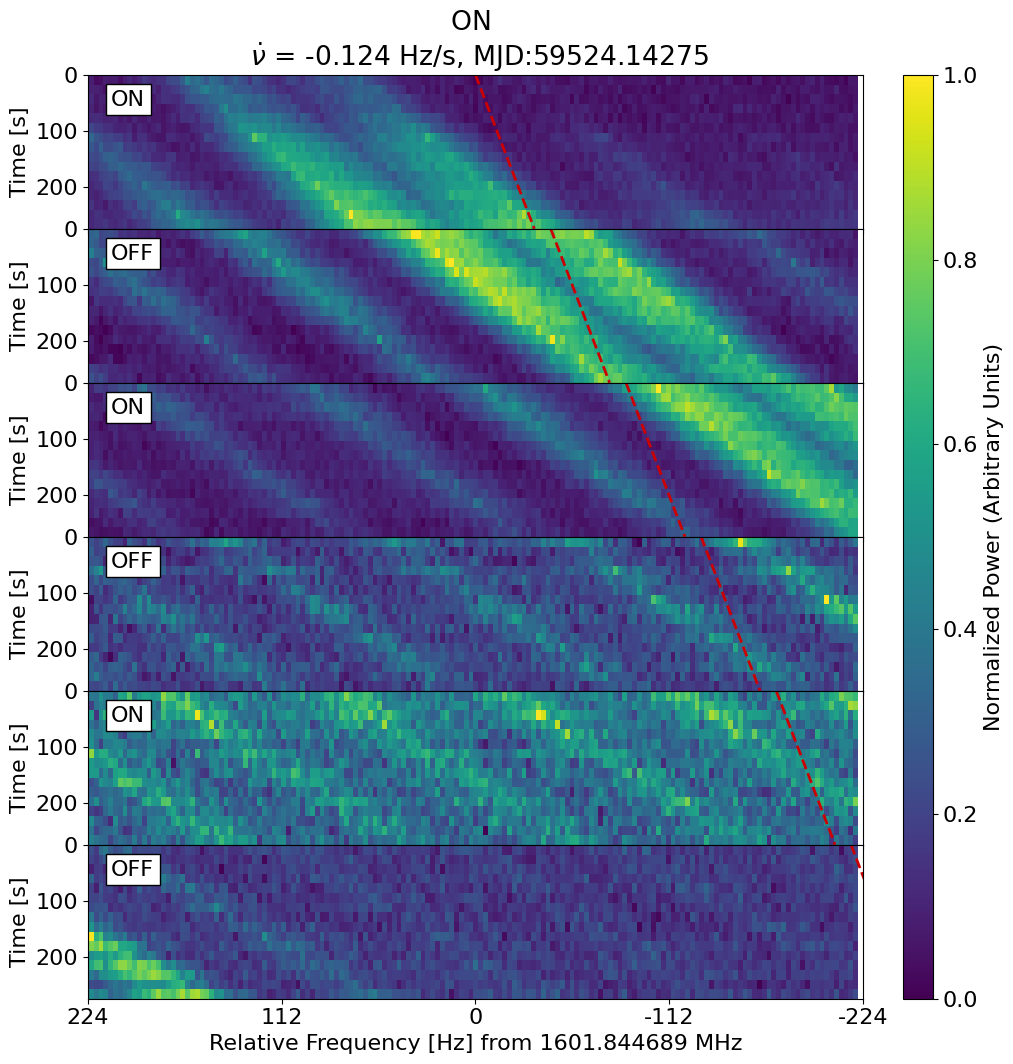 ON
ν̇ = -0.124 Hz/s, MJD:59524.14275
0
ON
100
200
Time [s]
0
OFF
100
200
Time [s]
0
ON
100
200
Time [s]
0
OFF
100
200
Time [s]
0
ON
100
200
Time [s]
0
OFF
100
200
Time [s]
224 112 0 -112 -224
Relative Frequency [Hz] from 1601.844689 MHz
1.0
0.8
0.6
0.4
0.2
0.0
Normalized Power (Arbitrary Units)